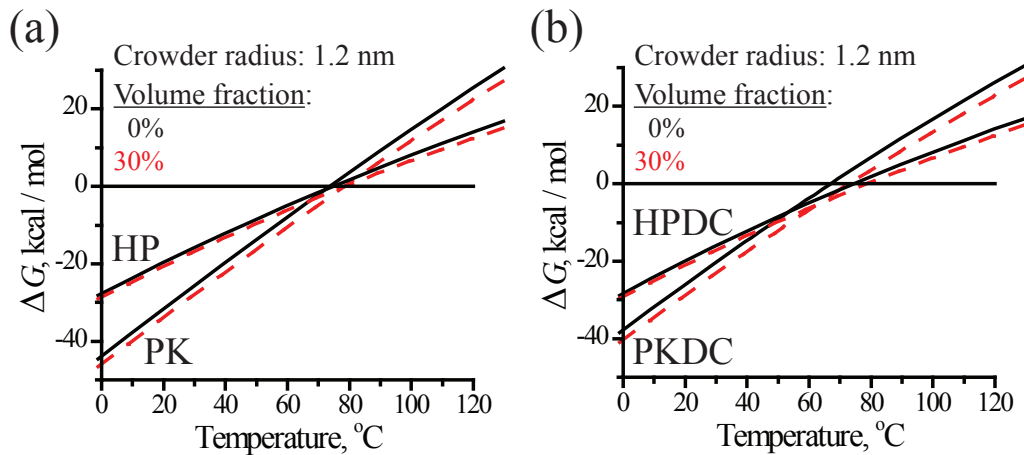 (a)
Crowder radius: 1.2 nm
Volume fraction:
0%
30%
20
0
-20
-40
ΔG, kcal / mol
HP
PK
0 20 40 60 80 100 120
Temperature, °C
(b)
Crowder radius: 1.2 nm
Volume fraction:
0%
30%
20
0
-20
-40
ΔG, kcal / mol
HPDC
PKDC
0 20 40 60 80 100 120
Temperature, °C